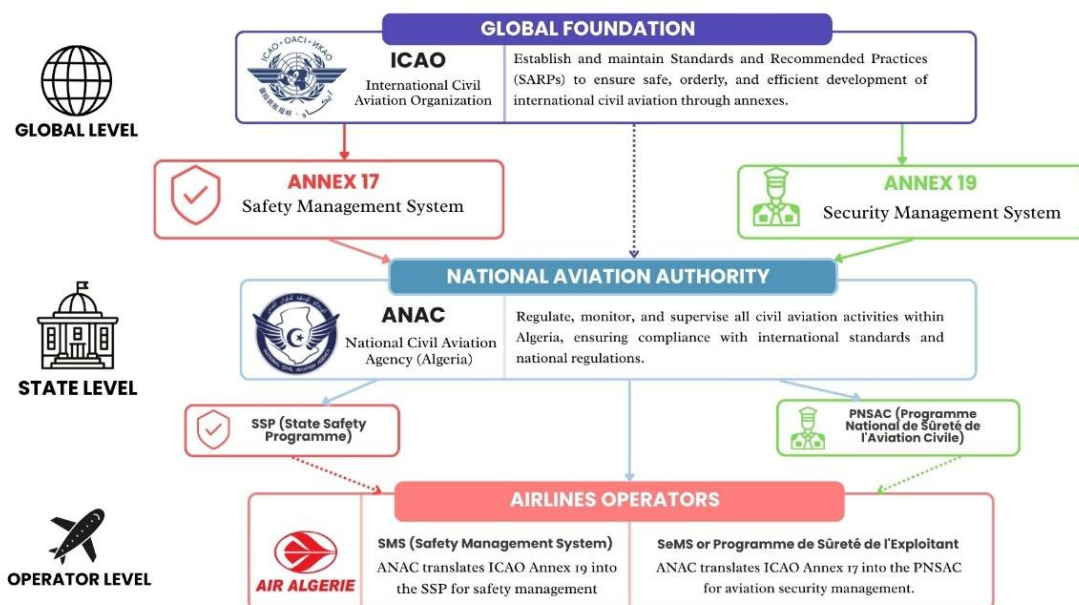 GLOBAL FOUNDATION
ICAO · OACI · ИКАО
ICAO
International Civil
Aviation Organization
Establish and maintain Standards and Recommended Practices
(SARPs) to ensure safe, orderly, and efficient development of
international civil aviation through annexes.
GLOBAL LEVEL
ANNEX 17
Safety Management System
ANNEX 19
Security Management System
NATIONAL AVIATION AUTHORITY
ANAC
National Civil Aviation
Agency (Algeria)
Regulate, monitor, and supervise all civil aviation activities within
Algeria, ensuring compliance with international standards and
national regulations.
STATE LEVEL
SSP (State Safety
Programme)
PNSAC (Programme
National de Sûreté de
l'Aviation Civile)
AIRLINES OPERATORS
AIR ALGERIE
SMS (Safety Management System)
ANAC translates ICAO Annex 19 into
the SSP for safety management
SeMS or Programme de Sûreté de l'Exploitant
ANAC translates ICAO Annex 17 into the PNSAC
for aviation security management.
OPERATOR LEVEL